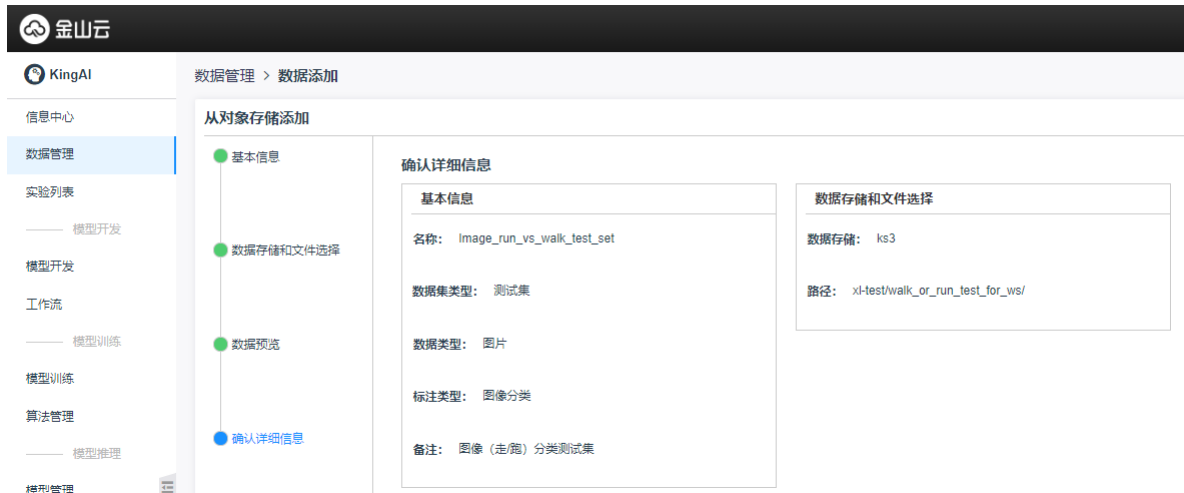 金山云
KingAI
信息中心
数据管理
实验列表
模型开发
模型开发
工作流
模型训练
模型训练
算法管理
模型推理
模型管理
数据管理 > 数据添加
从对象存储添加
基本信息
数据存储和文件选择
数据预览
确认详细信息
确认详细信息
基本信息
名称： Image_run_vs_walk_test_set
数据集类型： 测试集
数据类型： 图片
标注类型： 图像分类
备注： 图像（走/跑）分类测试集
数据存储和文件选择
数据存储： ks3
路径： xl-test/walk_or_run_test_for_ws/